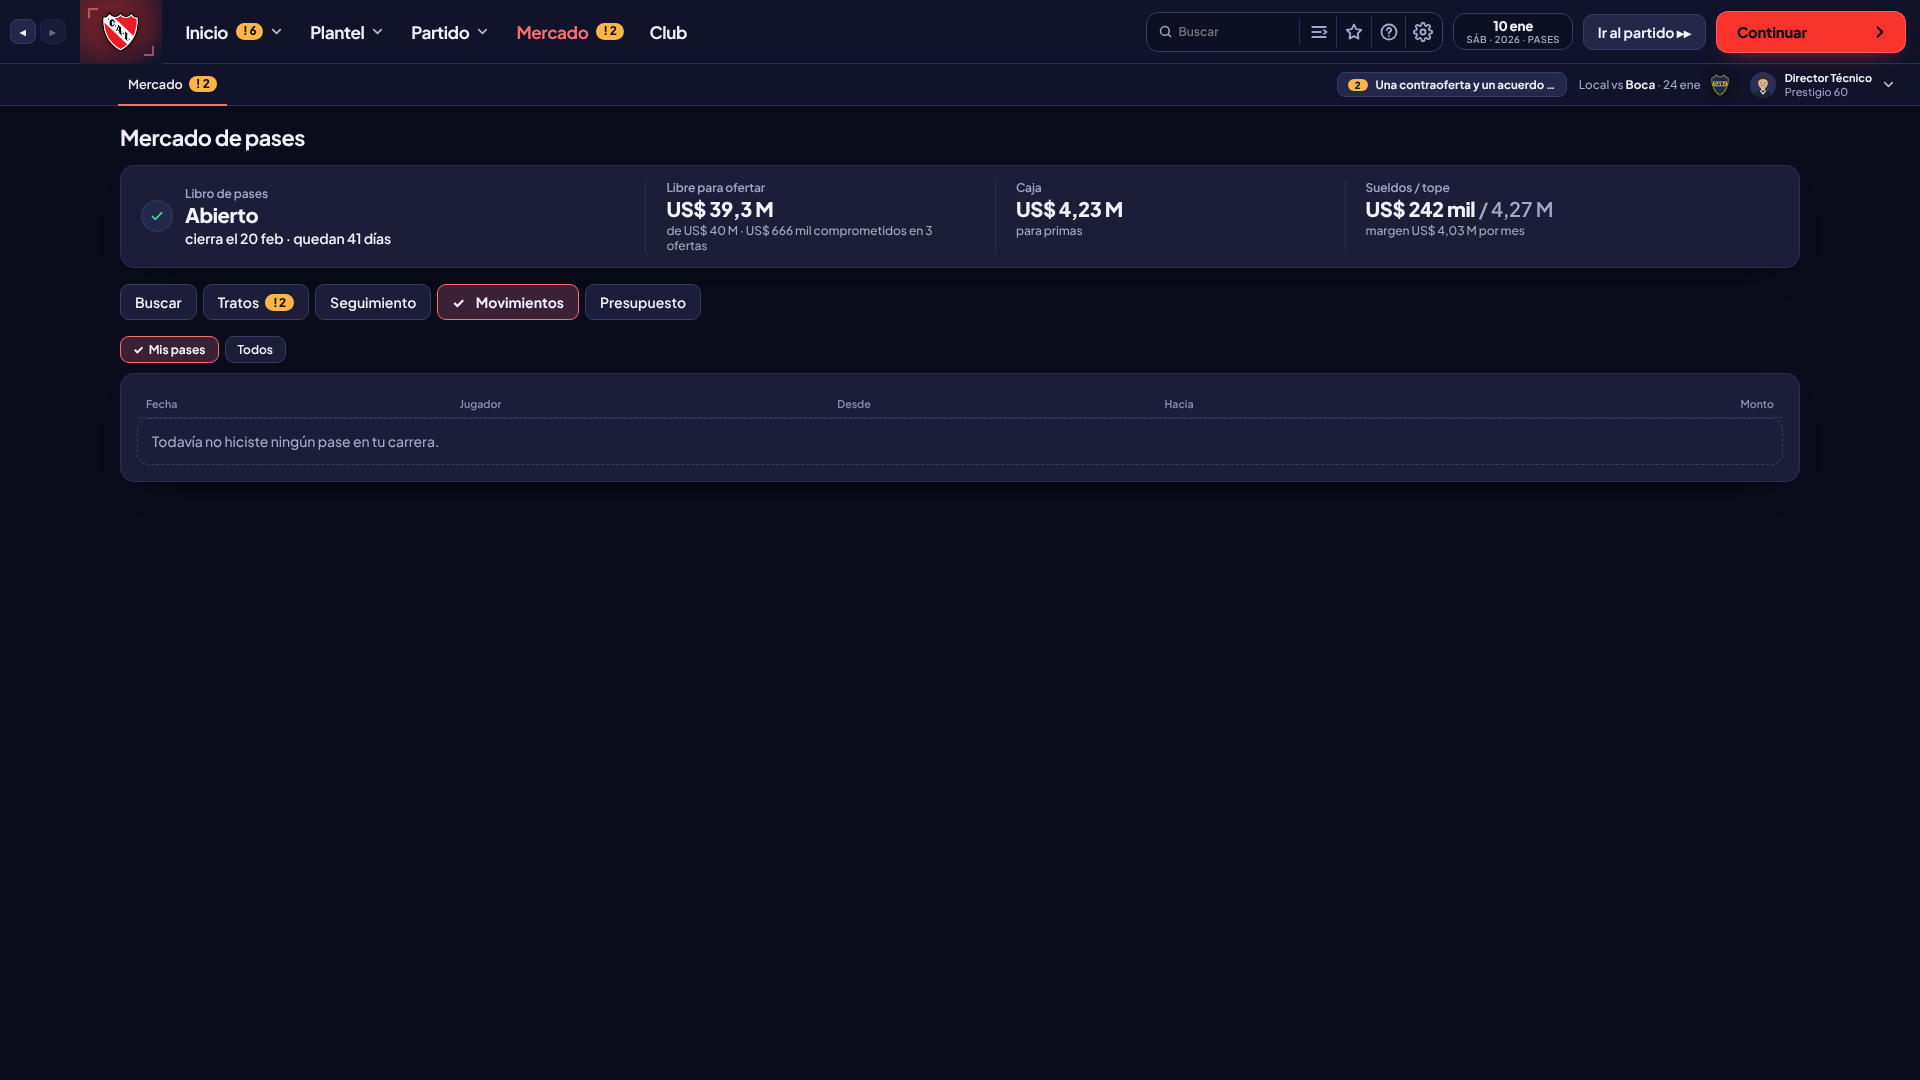 Inicio !6
Plantel
Partido
Mercado !2
Club
Buscar
10 ene
SÁB · 2026 · PASES
Ir al partido ▸▸
Continuar
Mercado !2
2 Una contraoferta y un acuerdo ...
Local vs Boca · 24 ene
Director Técnico
Prestigio 60
Mercado de pases
Libro de pases
Abierto
cierra el 20 feb · quedan 41 días
Libre para ofertar
US$ 39,3 M
de US$ 40 M · US$ 666 mil comprometidos en 3
ofertas
Caja
US$ 4,23 M
para primas
Sueldos / tope
US$ 242 mil / 4,27 M
margen US$ 4,03 M por mes
Buscar
Tratos !2
Seguimiento
Movimientos
Presupuesto
Mis pases
Todos
Fecha Jugador Desde Hacia Monto
Todavía no hiciste ningún pase en tu carrera.